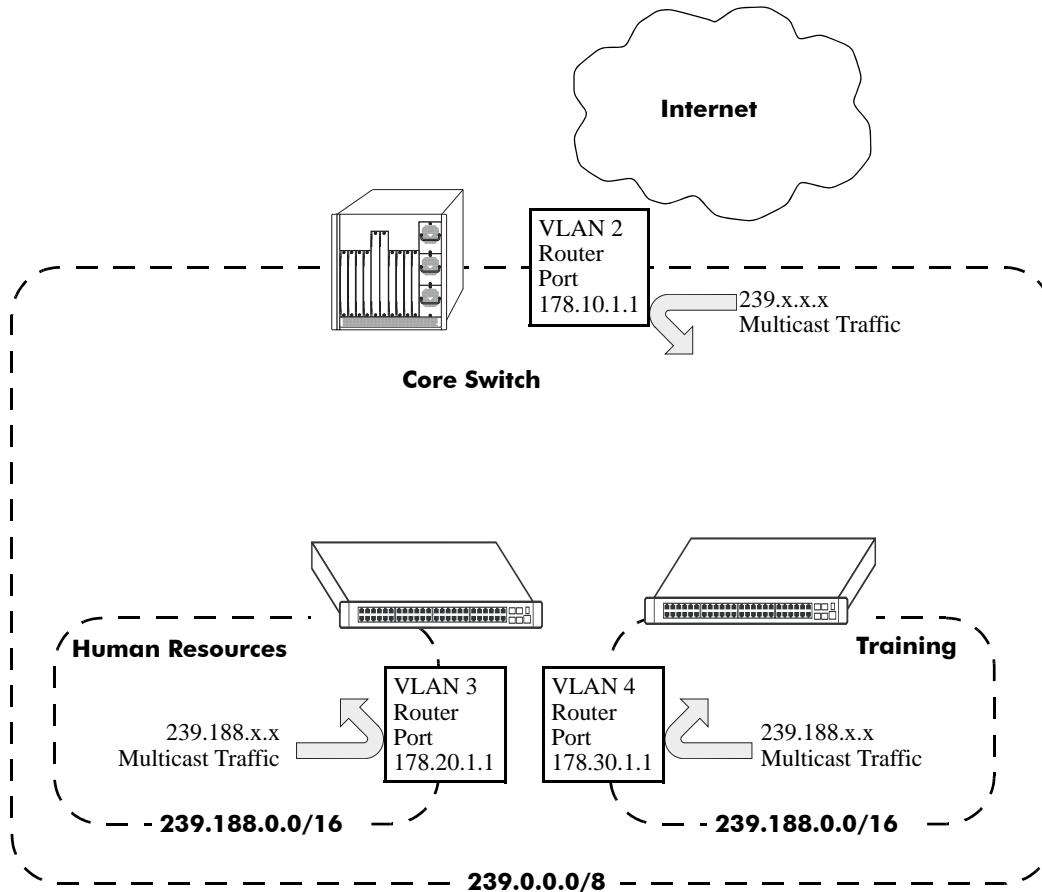 Internet
VLAN 2
Router
Port
178.10.1.1
239.x.x.x
Multicast Traffic
Core Switch
Human Resources
Training
VLAN 3
Router
Port
178.20.1.1
VLAN 4
Router
Port
178.30.1.1
239.188.x.x
Multicast Traffic
239.188.x.x
Multicast Traffic
239.188.0.0/16
239.188.0.0/16
239.0.0.0/8